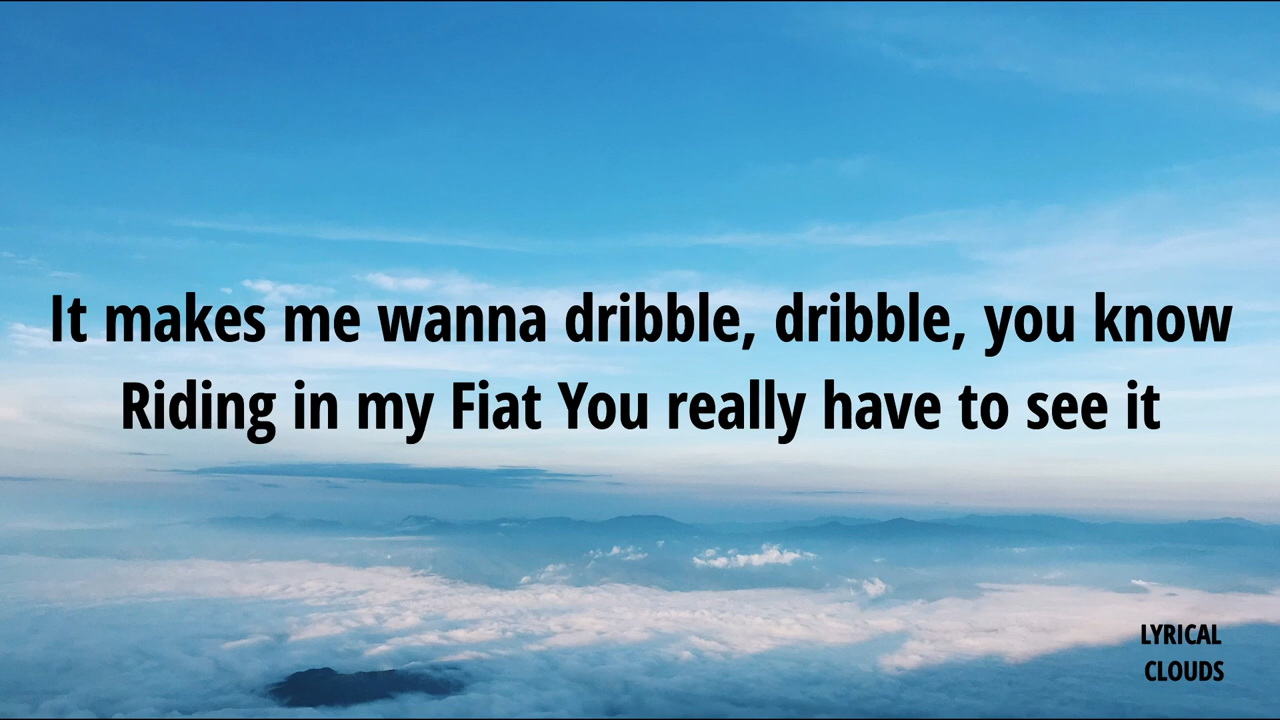 It makes me wanna dribble, dribble, you know
Riding in my Fiat You really have to see it
LYRICAL
CLOUDS